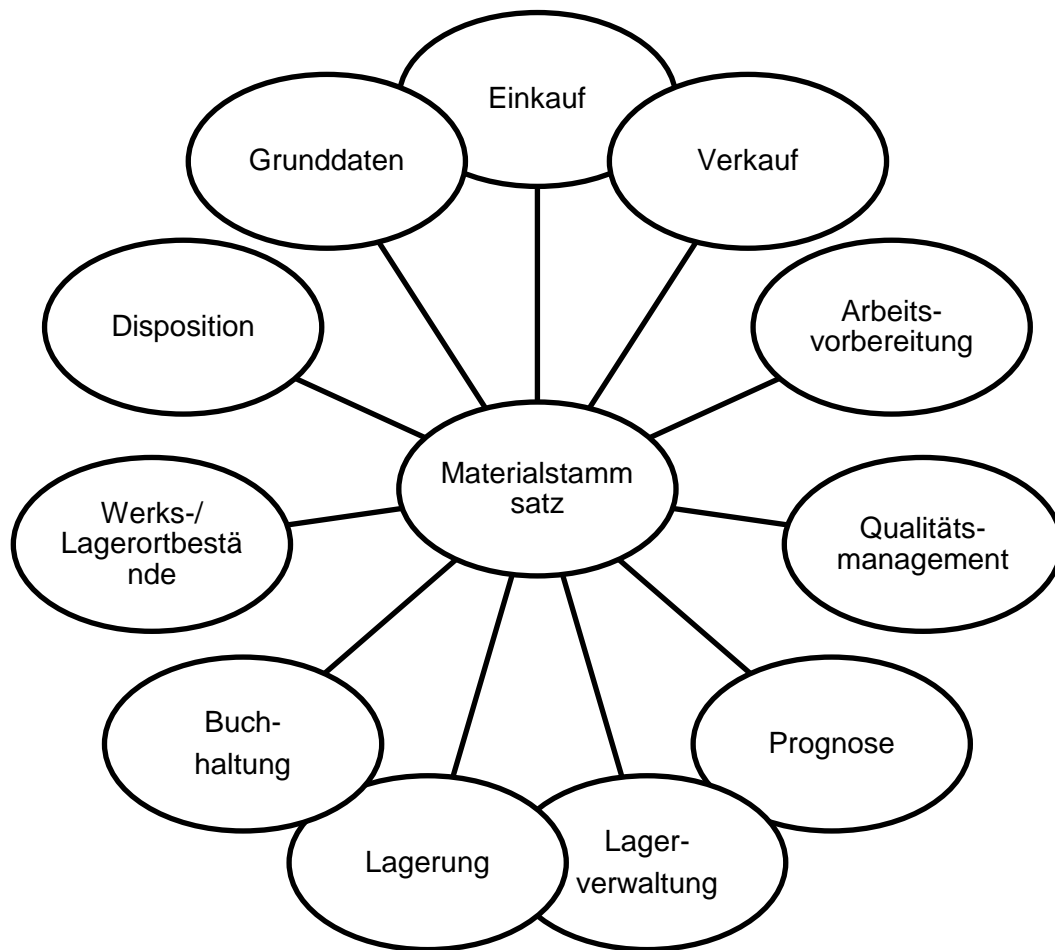 Einkauf
Grunddaten
Verkauf
Disposition
Arbeits-
vorbereitung
Materialstamm
satz
Werks-/
Lagerortbestä
nde
Qualitäts-
management
Buch-
haltung
Prognose
Lagerung
Lager-
verwaltung